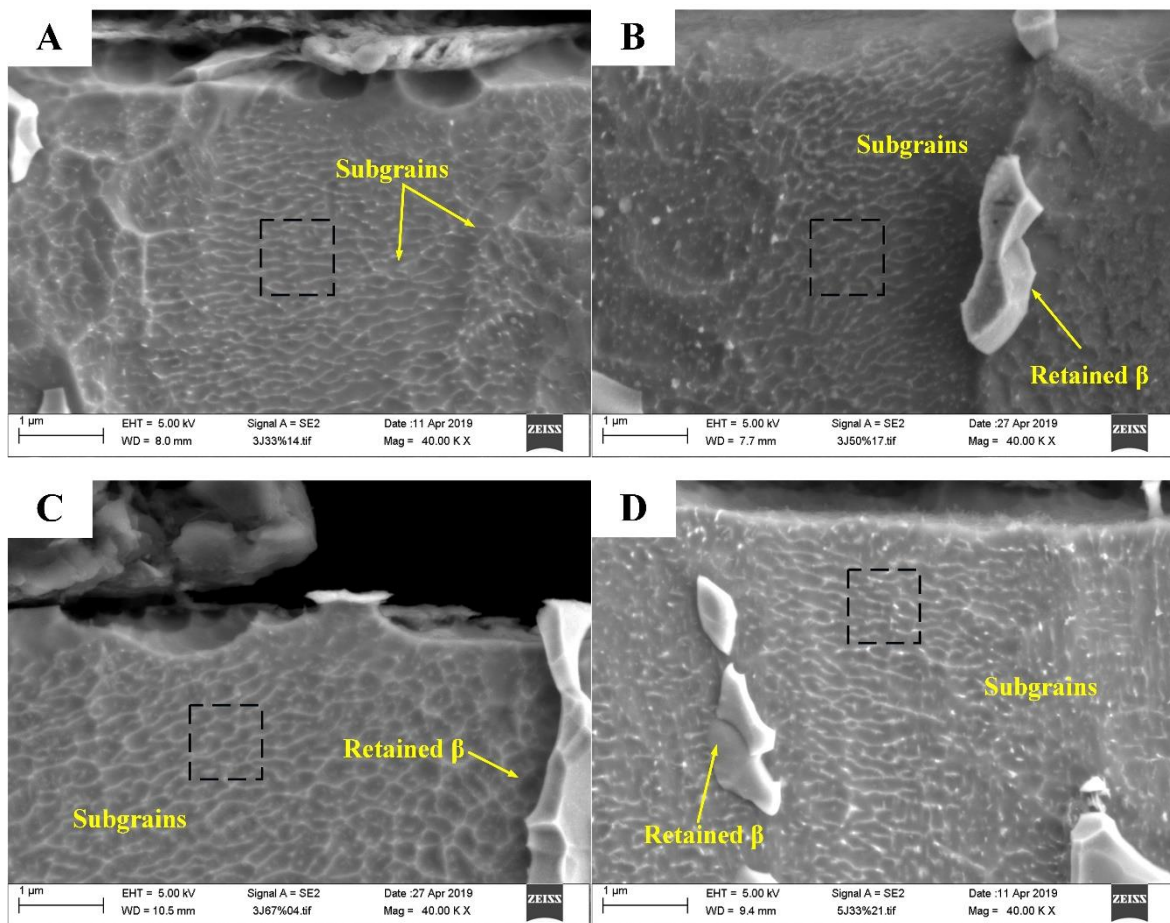 A
Subgrains
1 µm
EHT = 5.00 kV
Signal A = SE2
Date :11 Apr 2019
WD = 8.0 mm
3J33%14.tif
Mag = 40.00 K X
ZEISS
B
Subgrains
Retained β
1 µm
EHT = 5.00 kV
Signal A = SE2
Date :27 Apr 2019
WD = 7.7 mm
3J50%17.tif
Mag = 40.00 K X
ZEISS
C
Retained β
Subgrains
1 µm
EHT = 5.00 kV
Signal A = SE2
Date :27 Apr 2019
WD = 10.5 mm
3J67%04.tif
Mag = 40.00 K X
ZEISS
D
Subgrains
Retained β
1 µm
EHT = 5.00 kV
Signal A = SE2
Date :11 Apr 2019
WD = 9.4 mm
5J33%21.tif
Mag = 40.00 K X
ZEISS